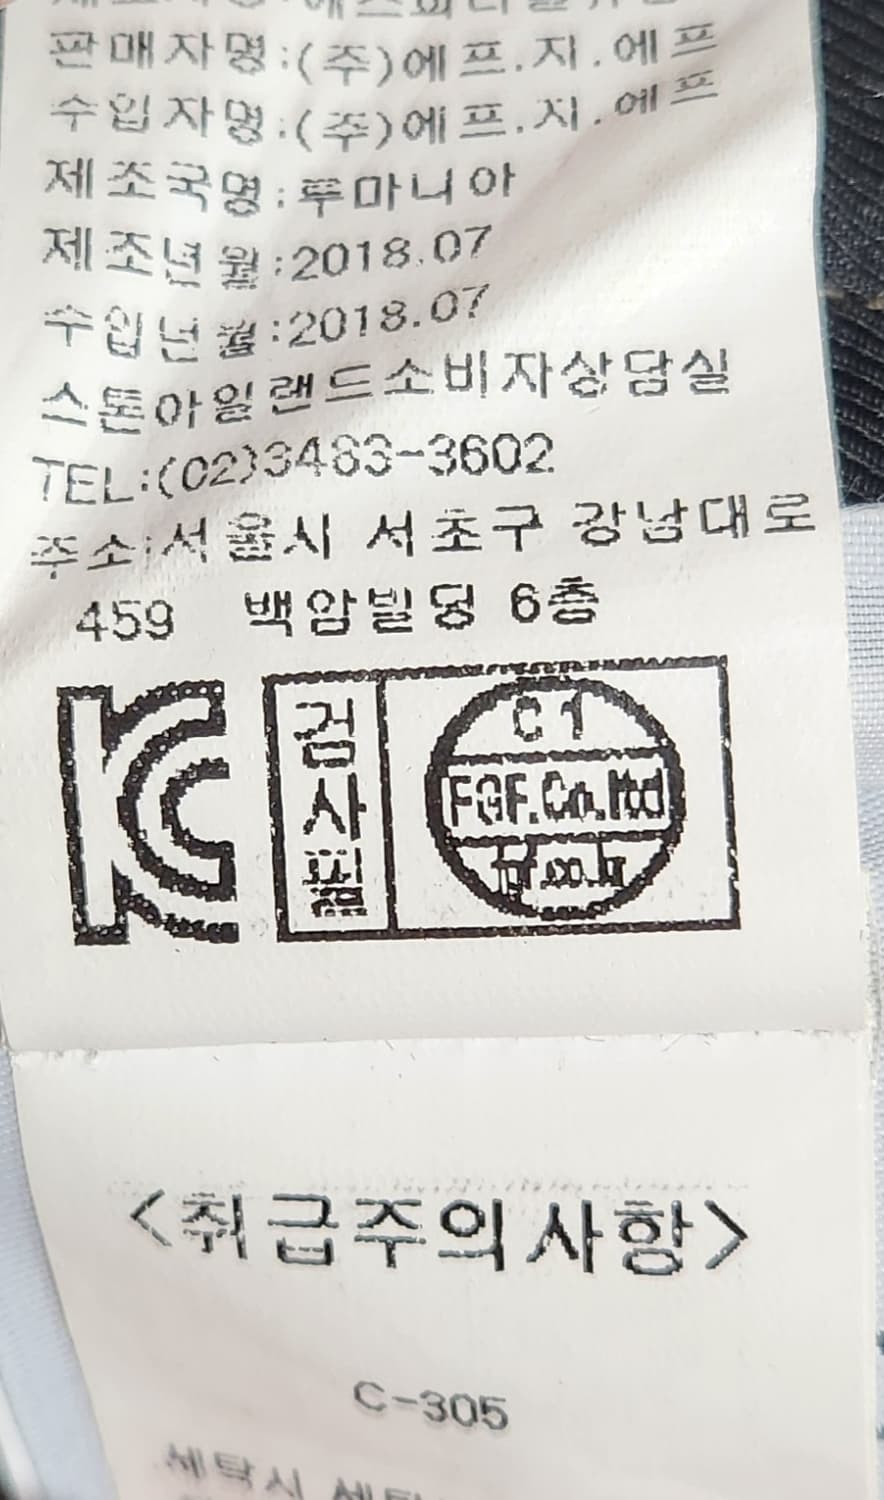 판매자명:(주)에프.지.에프
수입자명:(주)에프.지.에프
제조국명:루마니아
제조년월:2018.07
수입년월:2018.07
스톤아일랜드소비자상담실
TEL:(02)3483-3602
주소:서울시 서초구 강남대로
459 백암빌딩 6층
KC
검사필
C1
FGF.Co.ltd
<취급주의사항>
C-305
세탁시